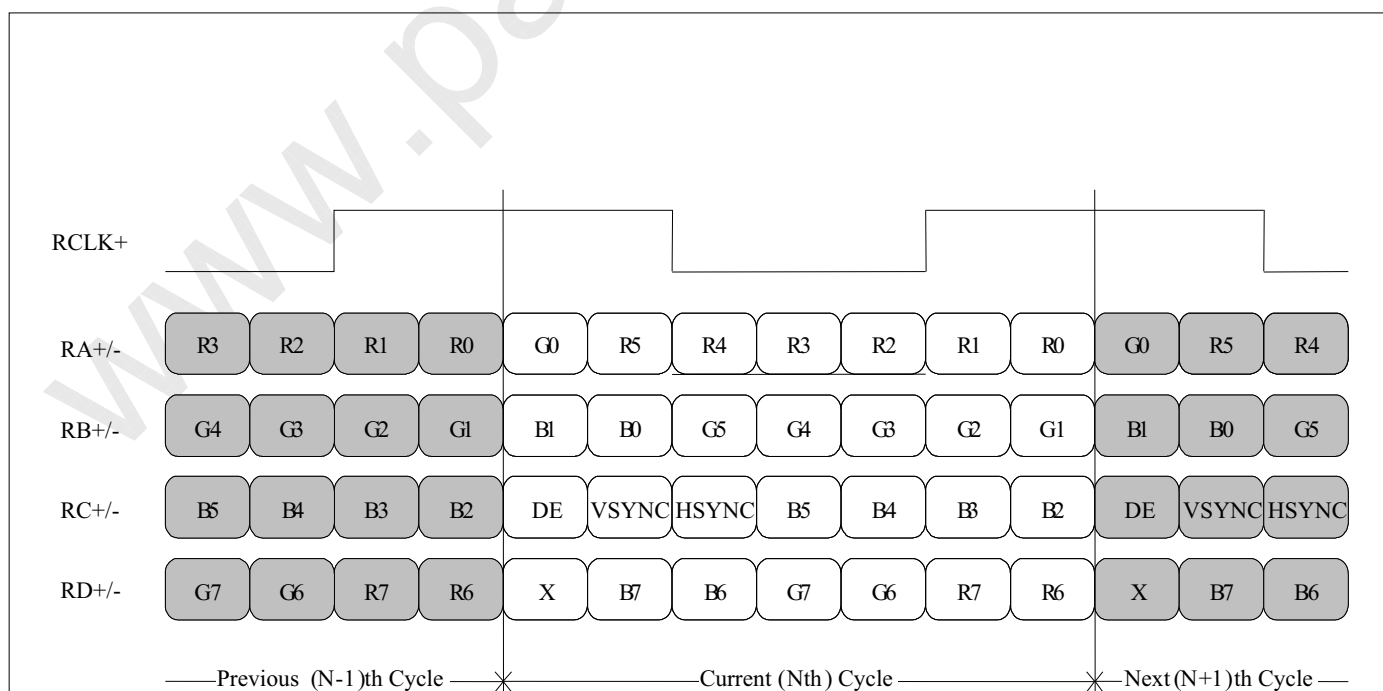 www.pa
RCLK+
RA+/- R3 R2 R1 R0 G0 R5 R4 R3 R2 R1 R0 G0 R5 R4
RB+/- G4 G3 G2 G1 B1 B0 G5 G4 G3 G2 G1 B1 B0 G5
RC+/- B5 B4 B3 B2 DE VSYNC HSYNC B5 B4 B3 B2 DE VSYNC HSYNC
RD+/- G7 G6 R7 R6 X B7 B6 G7 G6 R7 R6 X B7 B6
Previous (N-1)th Cycle Current (Nth) Cycle Next (N+1)th Cycle